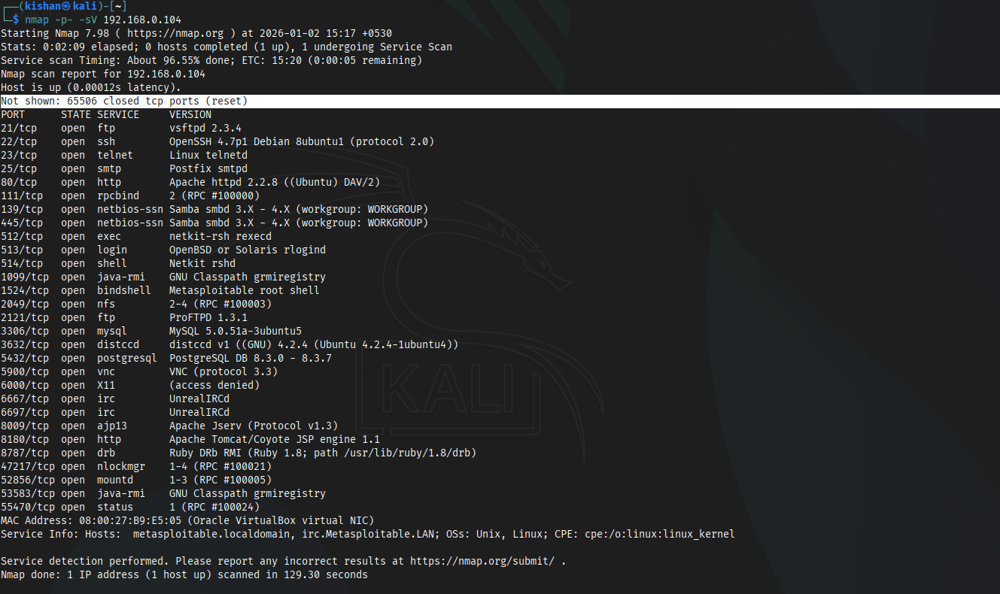 (kishan㉿kali)-[~]
$ nmap -p- -sV 192.168.0.104
Starting Nmap 7.98 ( https://nmap.org ) at 2026-01-02 15:17 +0530
Stats: 0:02:09 elapsed; 0 hosts completed (1 up), 1 undergoing Service Scan
Service scan Timing: About 96.55% done; ETC: 15:20 (0:00:05 remaining)
Nmap scan report for 192.168.0.104
Host is up (0.00012s latency).
Not shown: 65506 closed tcp ports (reset)
PORT      STATE SERVICE     VERSION
21/tcp    open  ftp         vsftpd 2.3.4
22/tcp    open  ssh         OpenSSH 4.7p1 Debian 8ubuntu1 (protocol 2.0)
23/tcp    open  telnet      Linux telnetd
25/tcp    open  smtp        Postfix smtpd
80/tcp    open  http        Apache httpd 2.2.8 ((Ubuntu) DAV/2)
111/tcp   open  rpcbind     2 (RPC #100000)
139/tcp   open  netbios-ssn Samba smbd 3.X - 4.X (workgroup: WORKGROUP)
445/tcp   open  netbios-ssn Samba smbd 3.X - 4.X (workgroup: WORKGROUP)
512/tcp   open  exec        netkit-rsh rexecd
513/tcp   open  login       OpenBSD or Solaris rlogind
514/tcp   open  shell       Netkit rshd
1099/tcp  open  java-rmi    GNU Classpath grmiregistry
1524/tcp  open  bindshell   Metasploitable root shell
2049/tcp  open  nfs         2-4 (RPC #100003)
2121/tcp  open  ftp         ProFTPD 1.3.1
3306/tcp  open  mysql       MySQL 5.0.51a-3ubuntu5
3632/tcp  open  distccd     distccd v1 ((GNU) 4.2.4 (Ubuntu 4.2.4-1ubuntu4))
5432/tcp  open  postgresql  PostgreSQL DB 8.3.0 - 8.3.7
5900/tcp  open  vnc         VNC (protocol 3.3)
6000/tcp  open  X11         (access denied)
6667/tcp  open  irc         UnrealIRCd
6697/tcp  open  irc         UnrealIRCd
8009/tcp  open  ajp13       Apache Jserv (Protocol v1.3)
8180/tcp  open  http        Apache Tomcat/Coyote JSP engine 1.1
8787/tcp  open  drb         Ruby DRb RMI (Ruby 1.8; path /usr/lib/ruby/1.8/drb)
47217/tcp open  nlockmgr    1-4 (RPC #100021)
52856/tcp open  mountd      1-3 (RPC #100005)
53583/tcp open  java-rmi    GNU Classpath grmiregistry
55470/tcp open  status      1 (RPC #100024)
MAC Address: 08:00:27:B9:E5:05 (Oracle VirtualBox virtual NIC)
Service Info: Hosts:  metasploitable.localdomain, irc.Metasploitable.LAN; OSs: Unix, Linux; CPE: cpe:/o:linux:linux_kernel
Service detection performed. Please report any incorrect results at https://nmap.org/submit/ .
Nmap done: 1 IP address (1 host up) scanned in 129.30 seconds
KALI